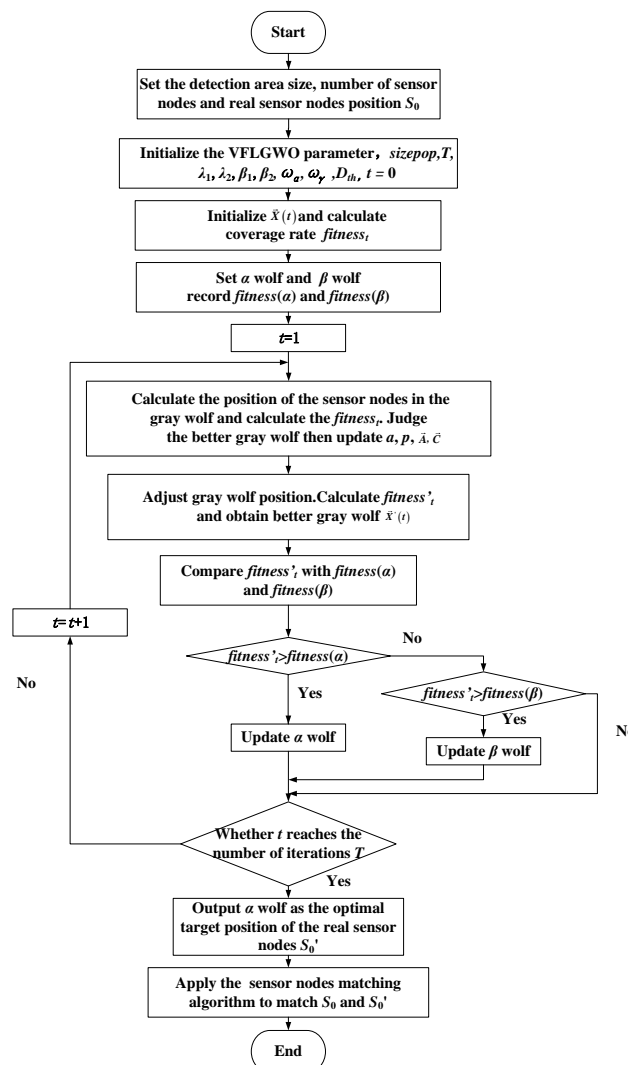 Start
Set the detection area size, number of sensor
nodes and real sensor nodes position S₀
Initialize the VFLGWO parameter， sizepop,T,
λ₁, λ₂, β₁, β₂, ωₐ, ωᵧ ,Dₜₕ, t = 0
Initialize X⃗(t) and calculate
coverage rate fitnessₜ
Set α wolf and β wolf
record fitness(α) and fitness(β)
t=1
Calculate the position of the sensor nodes in the
gray wolf and calculate the fitnessₜ. Judge
the better gray wolf then update a, p, A⃗, C⃗
Adjust gray wolf position.Calculate fitness'ₜ
and obtain better gray wolf X⃗'(t)
Compare fitness'ₜ with fitness(α)
and fitness(β)
t=t+1
No
fitness'ₜ>fitness(α)
No
Yes
fitness'ₜ>fitness(β)
Yes
No
Update α wolf
Update β wolf
Whether t reaches the
number of iterations T
Yes
Output α wolf as the optimal
target position of the real sensor
nodes S₀'
Apply the sensor nodes matching
algorithm to match S₀ and S₀'
End